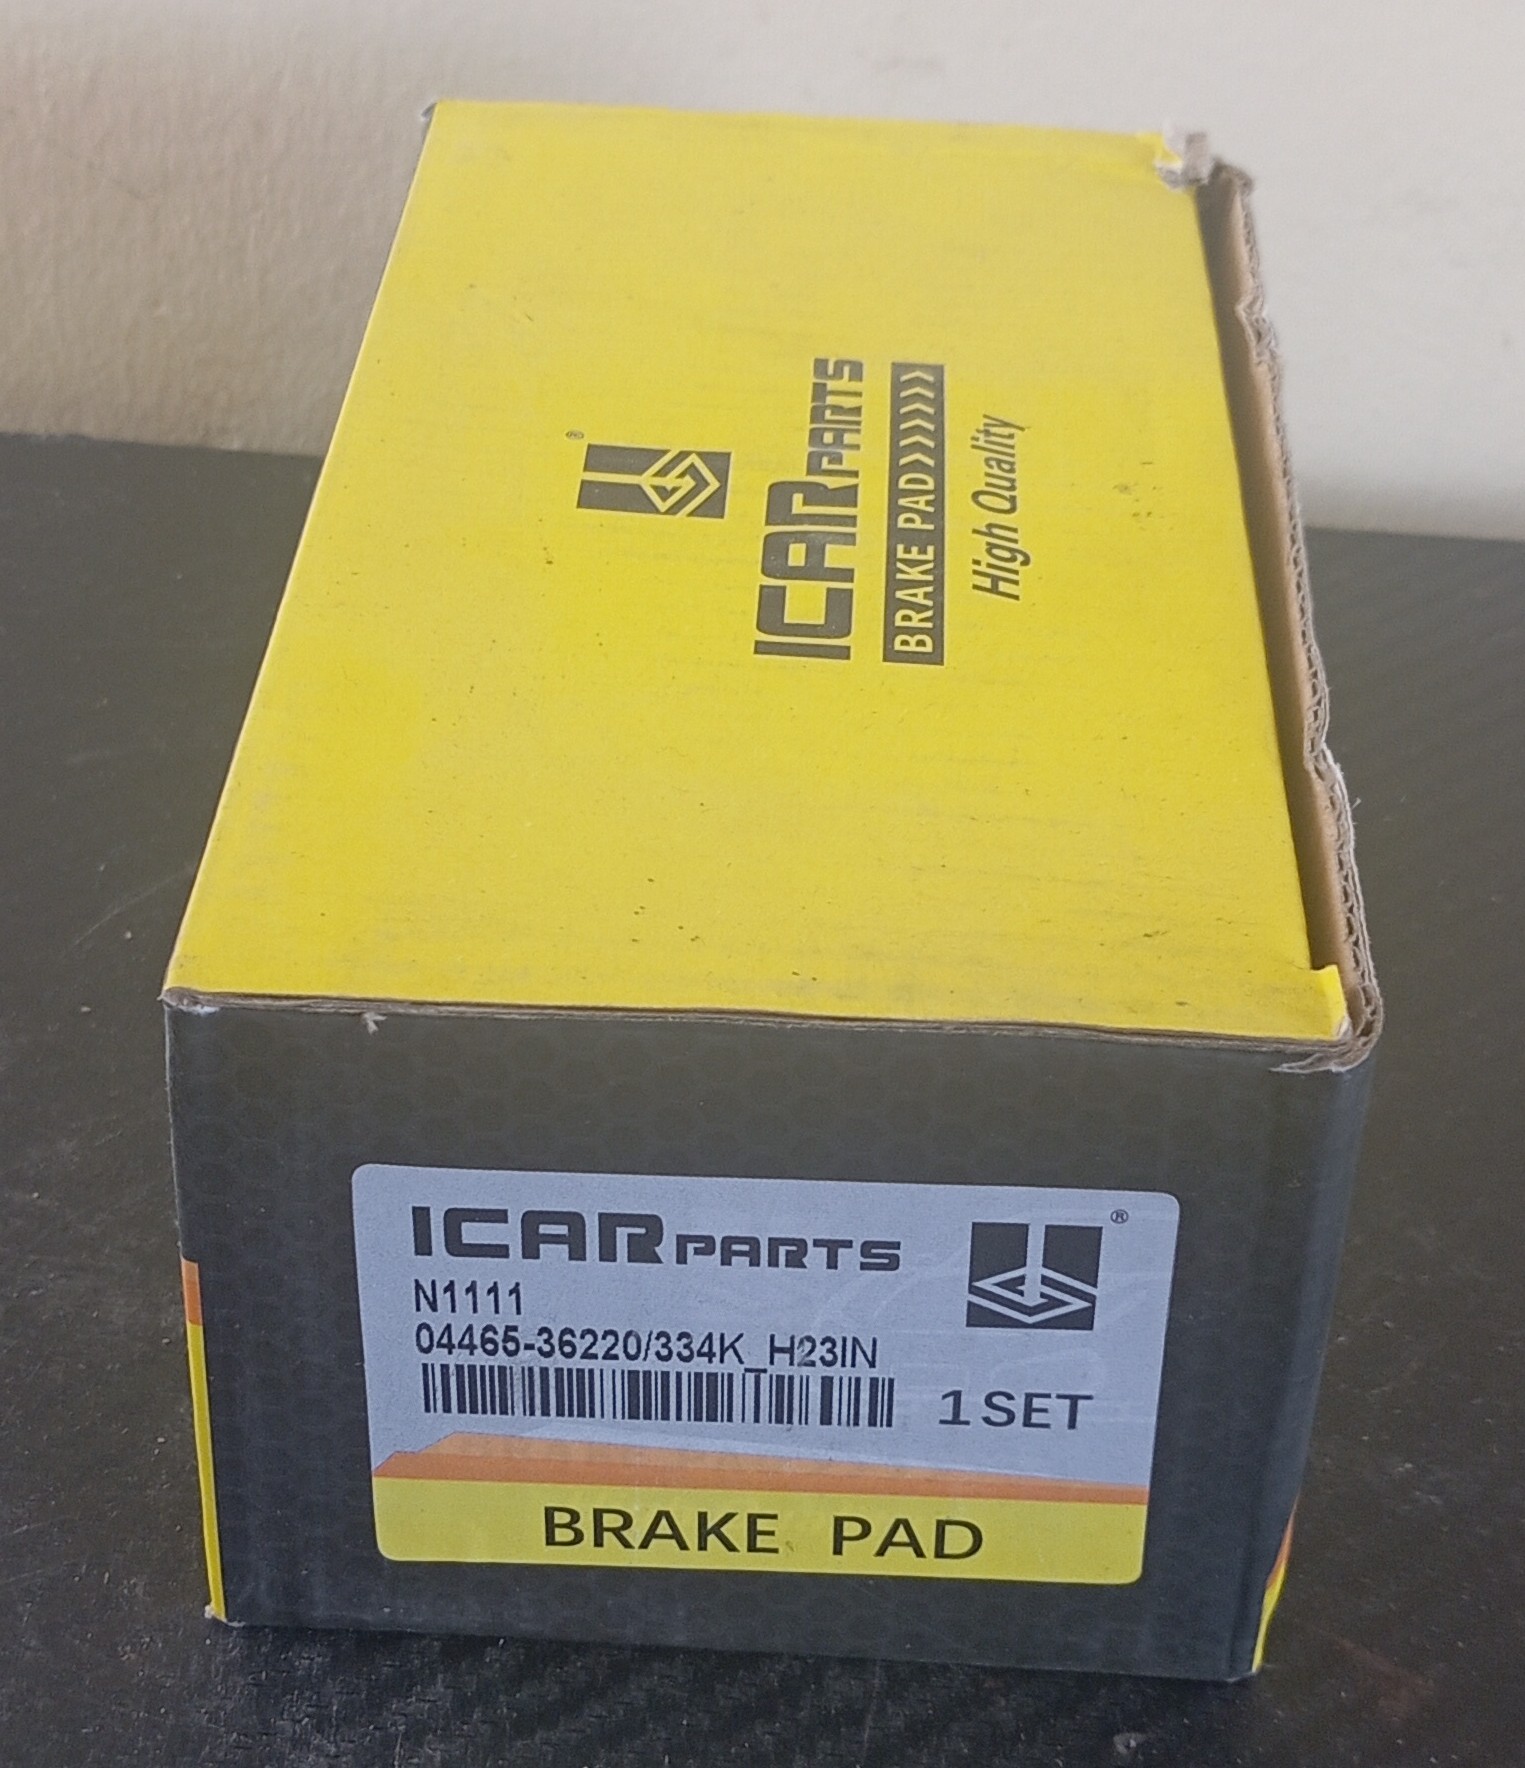 ICAR PARTS
BRAKE PAD>>>>>>>>
High Quality
®
ICAR PARTS
®
N1111
04465-36220/334K_H23IN
1 SET
BRAKE PAD